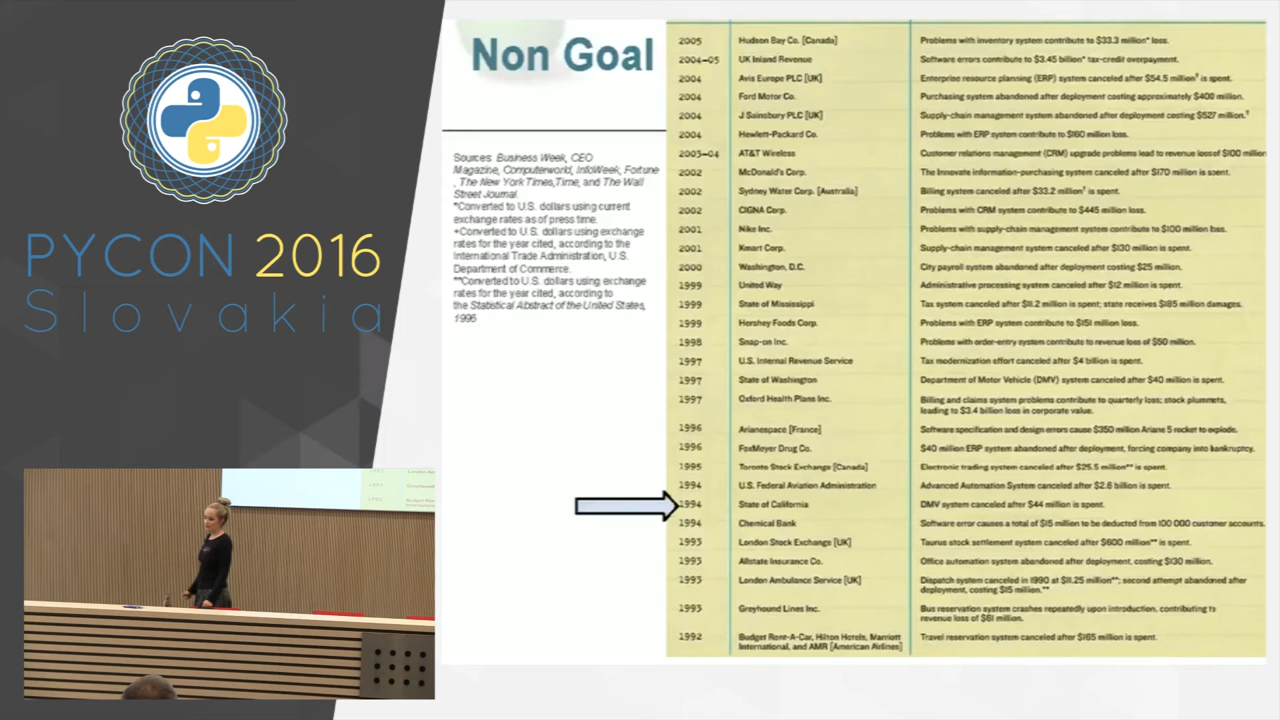 PYCON 2016
Slovakia
Non Goal
Sources: Business Week, CEO
Magazine, Computerworld, InfoWeek, Fortune
, The New York Times,Time, and The Wall
Street Journal.
*Converted to U.S. dollars using current
exchange rates as of press time.
+Converted to U.S. dollars using exchange
rates for the year cited, according to the
International Trade Administration, U.S.
Department of Commerce.
**Converted to U.S. dollars using exchange
rates for the year cited, according to
the Statistical Abstract of the United States,
1996
2005 Hudson Bay Co. [Canada] Problems with inventory system contribute to $33.3 million* loss.
2004–05 UK Inland Revenue Software errors contribute to $3.45 billion* tax-credit overpayment.
2004 Avis Europe PLC [UK] Enterprise resource planning (ERP) system canceled after $54.5 million† is spent.
2004 Ford Motor Co. Purchasing system abandoned after deployment costing approximately $400 million.
2004 J Sainsbury PLC [UK] Supply-chain management system abandoned after deployment costing $527 million.†
2004 Hewlett-Packard Co. Problems with ERP system contribute to $160 million loss.
2003–04 AT&T Wireless Customer relations management (CRM) upgrade problems lead to revenue loss of $100 million
2002 McDonald's Corp. The Innovate information-purchasing system canceled after $170 million is spent.
2002 Sydney Water Corp. [Australia] Billing system canceled after $33.2 million† is spent.
2002 CIGNA Corp. Problems with CRM system contribute to $445 million loss.
2001 Nike Inc. Problems with supply-chain management system contribute to $100 million loss.
2001 Kmart Corp. Supply-chain management system canceled after $130 million is spent.
2000 Washington, D.C. City payroll system abandoned after deployment costing $25 million.
1999 United Way Administrative processing system canceled after $12 million is spent.
1999 State of Mississippi Tax system canceled after $11.2 million is spent; state receives $185 million damages.
1999 Hershey Foods Corp. Problems with ERP system contribute to $151 million loss.
1998 Snap-on Inc. Problems with order-entry system contribute to revenue loss of $50 million.
1997 U.S. Internal Revenue Service Tax modernization effort canceled after $4 billion is spent.
1997 State of Washington Department of Motor Vehicle (DMV) system canceled after $40 million is spent.
1997 Oxford Health Plans Inc. Billing and claims system problems contribute to quarterly loss; stock plummets,
leading to $3.4 billion loss in corporate value.
1996 Arianespace [France] Software specification and design errors cause $350 million Ariane 5 rocket to explode.
1996 FoxMeyer Drug Co. $40 million ERP system abandoned after deployment, forcing company into bankruptcy.
1995 Toronto Stock Exchange [Canada] Electronic trading system canceled after $25.5 million** is spent.
1994 U.S. Federal Aviation Administration Advanced Automation System canceled after $2.6 billion is spent.
1994 State of California DMV system canceled after $44 million is spent.
1994 Chemical Bank Software error causes a total of $15 million to be deducted from 100 000 customer accounts.
1993 London Stock Exchange [UK] Taurus stock settlement system canceled after $600 million** is spent.
1993 Allstate Insurance Co. Office automation system abandoned after deployment, costing $130 million.
1993 London Ambulance Service [UK] Dispatch system canceled in 1990 at $11.25 million**; second attempt abandoned after
deployment, costing $15 million.**
1993 Greyhound Lines Inc. Bus reservation system crashes repeatedly upon introduction, contributing to
revenue loss of $61 million.
1992 Budget Rent-A-Car, Hilton Hotels, Marriott Travel reservation system canceled after $165 million is spent.
International, and AMR [American Airlines]